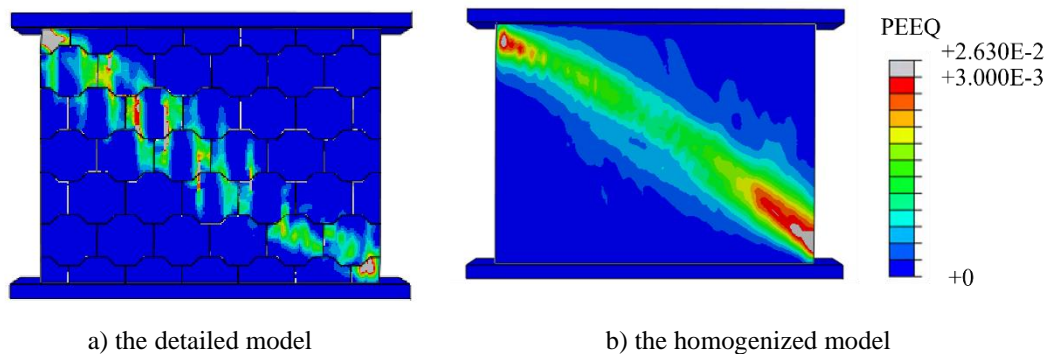 PEEQ
+2.630E-2
+3.000E-3
+0
a) the detailed model
b) the homogenized model